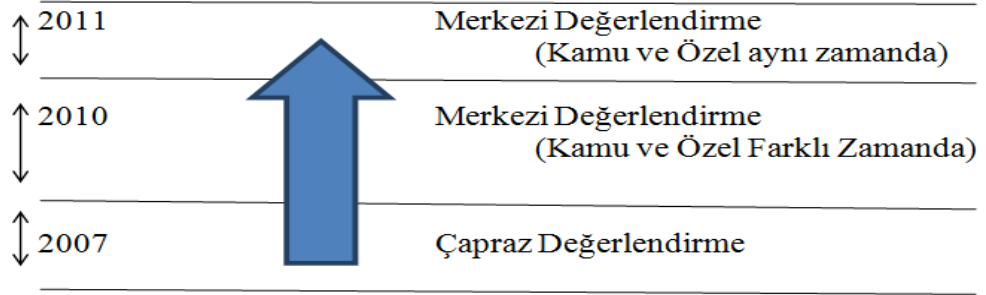 2011 Merkezi Değerlendirme
(Kamu ve Özel aynı zamanda)
2010 Merkezi Değerlendirme
(Kamu ve Özel Farklı Zamanda)
2007 Çapraz Değerlendirme